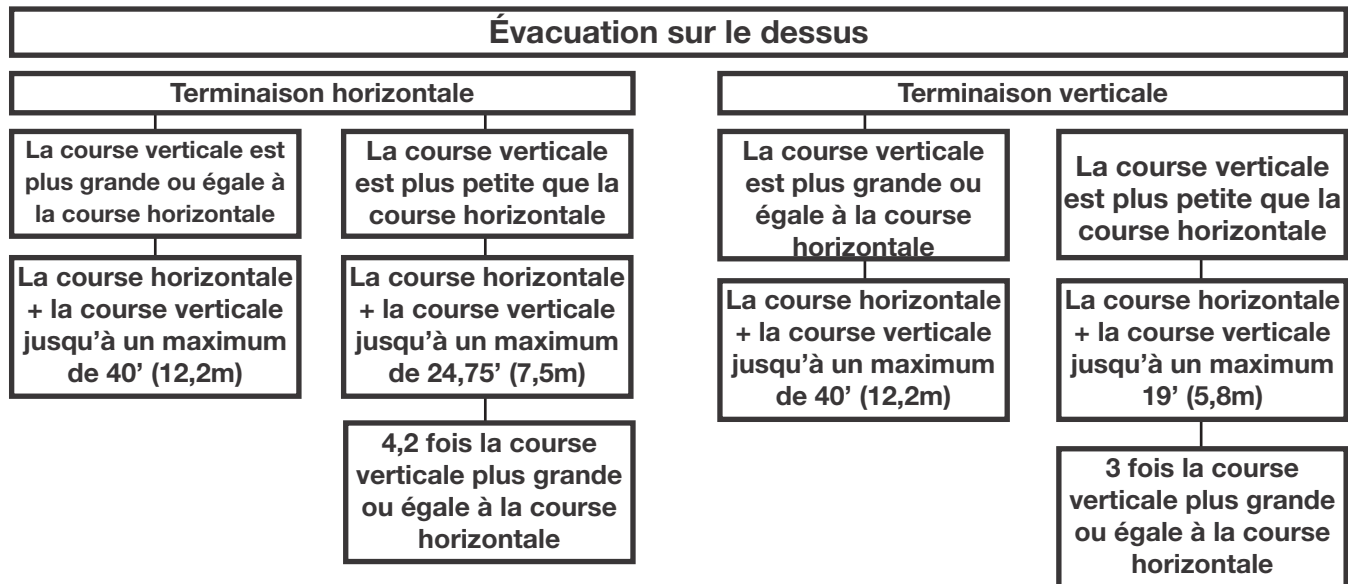 Évacuation sur le dessus
Terminaison horizontale
La course verticale est
plus grande ou égale à
la course horizontale
La course horizontale
+ la course verticale
jusqu'à un maximum
de 40’ (12,2m)
La course verticale
est plus petite que la
course horizontale
La course horizontale
+ la course verticale
jusqu'à un maximum
de 24,75’ (7,5m)
4,2 fois la course
verticale plus grande
ou égale à la course
horizontale
Terminaison verticale
La course verticale
est plus grande ou
égale à la course
horizontale
La course horizontale
+ la course verticale
jusqu'à un maximum
de 40’ (12,2m)
La course verticale
est plus petite que la
course horizontale
La course horizontale
+ la course verticale
jusqu'à un maximum
19’ (5,8m)
3 fois la course
verticale plus grande
ou égale à la course
horizontale